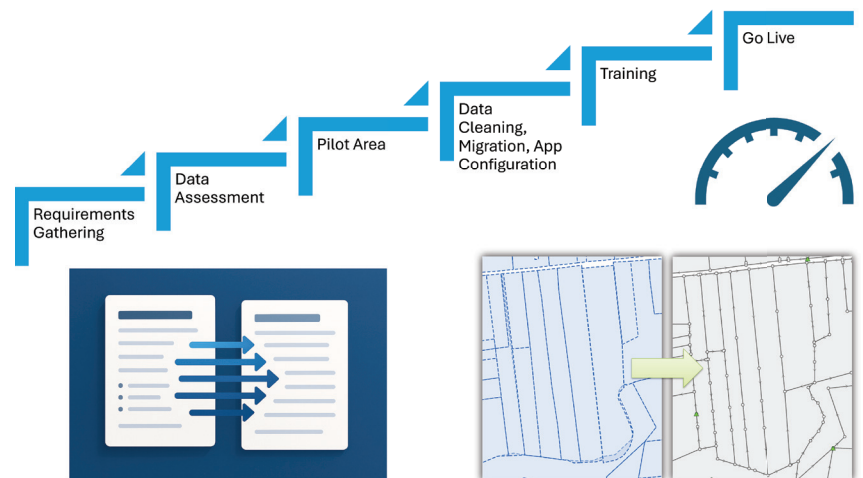 Requirements
Gathering
Data
Assessment
Pilot Area
Data
Cleaning,
Migration, App
Configuration
Training
Go Live